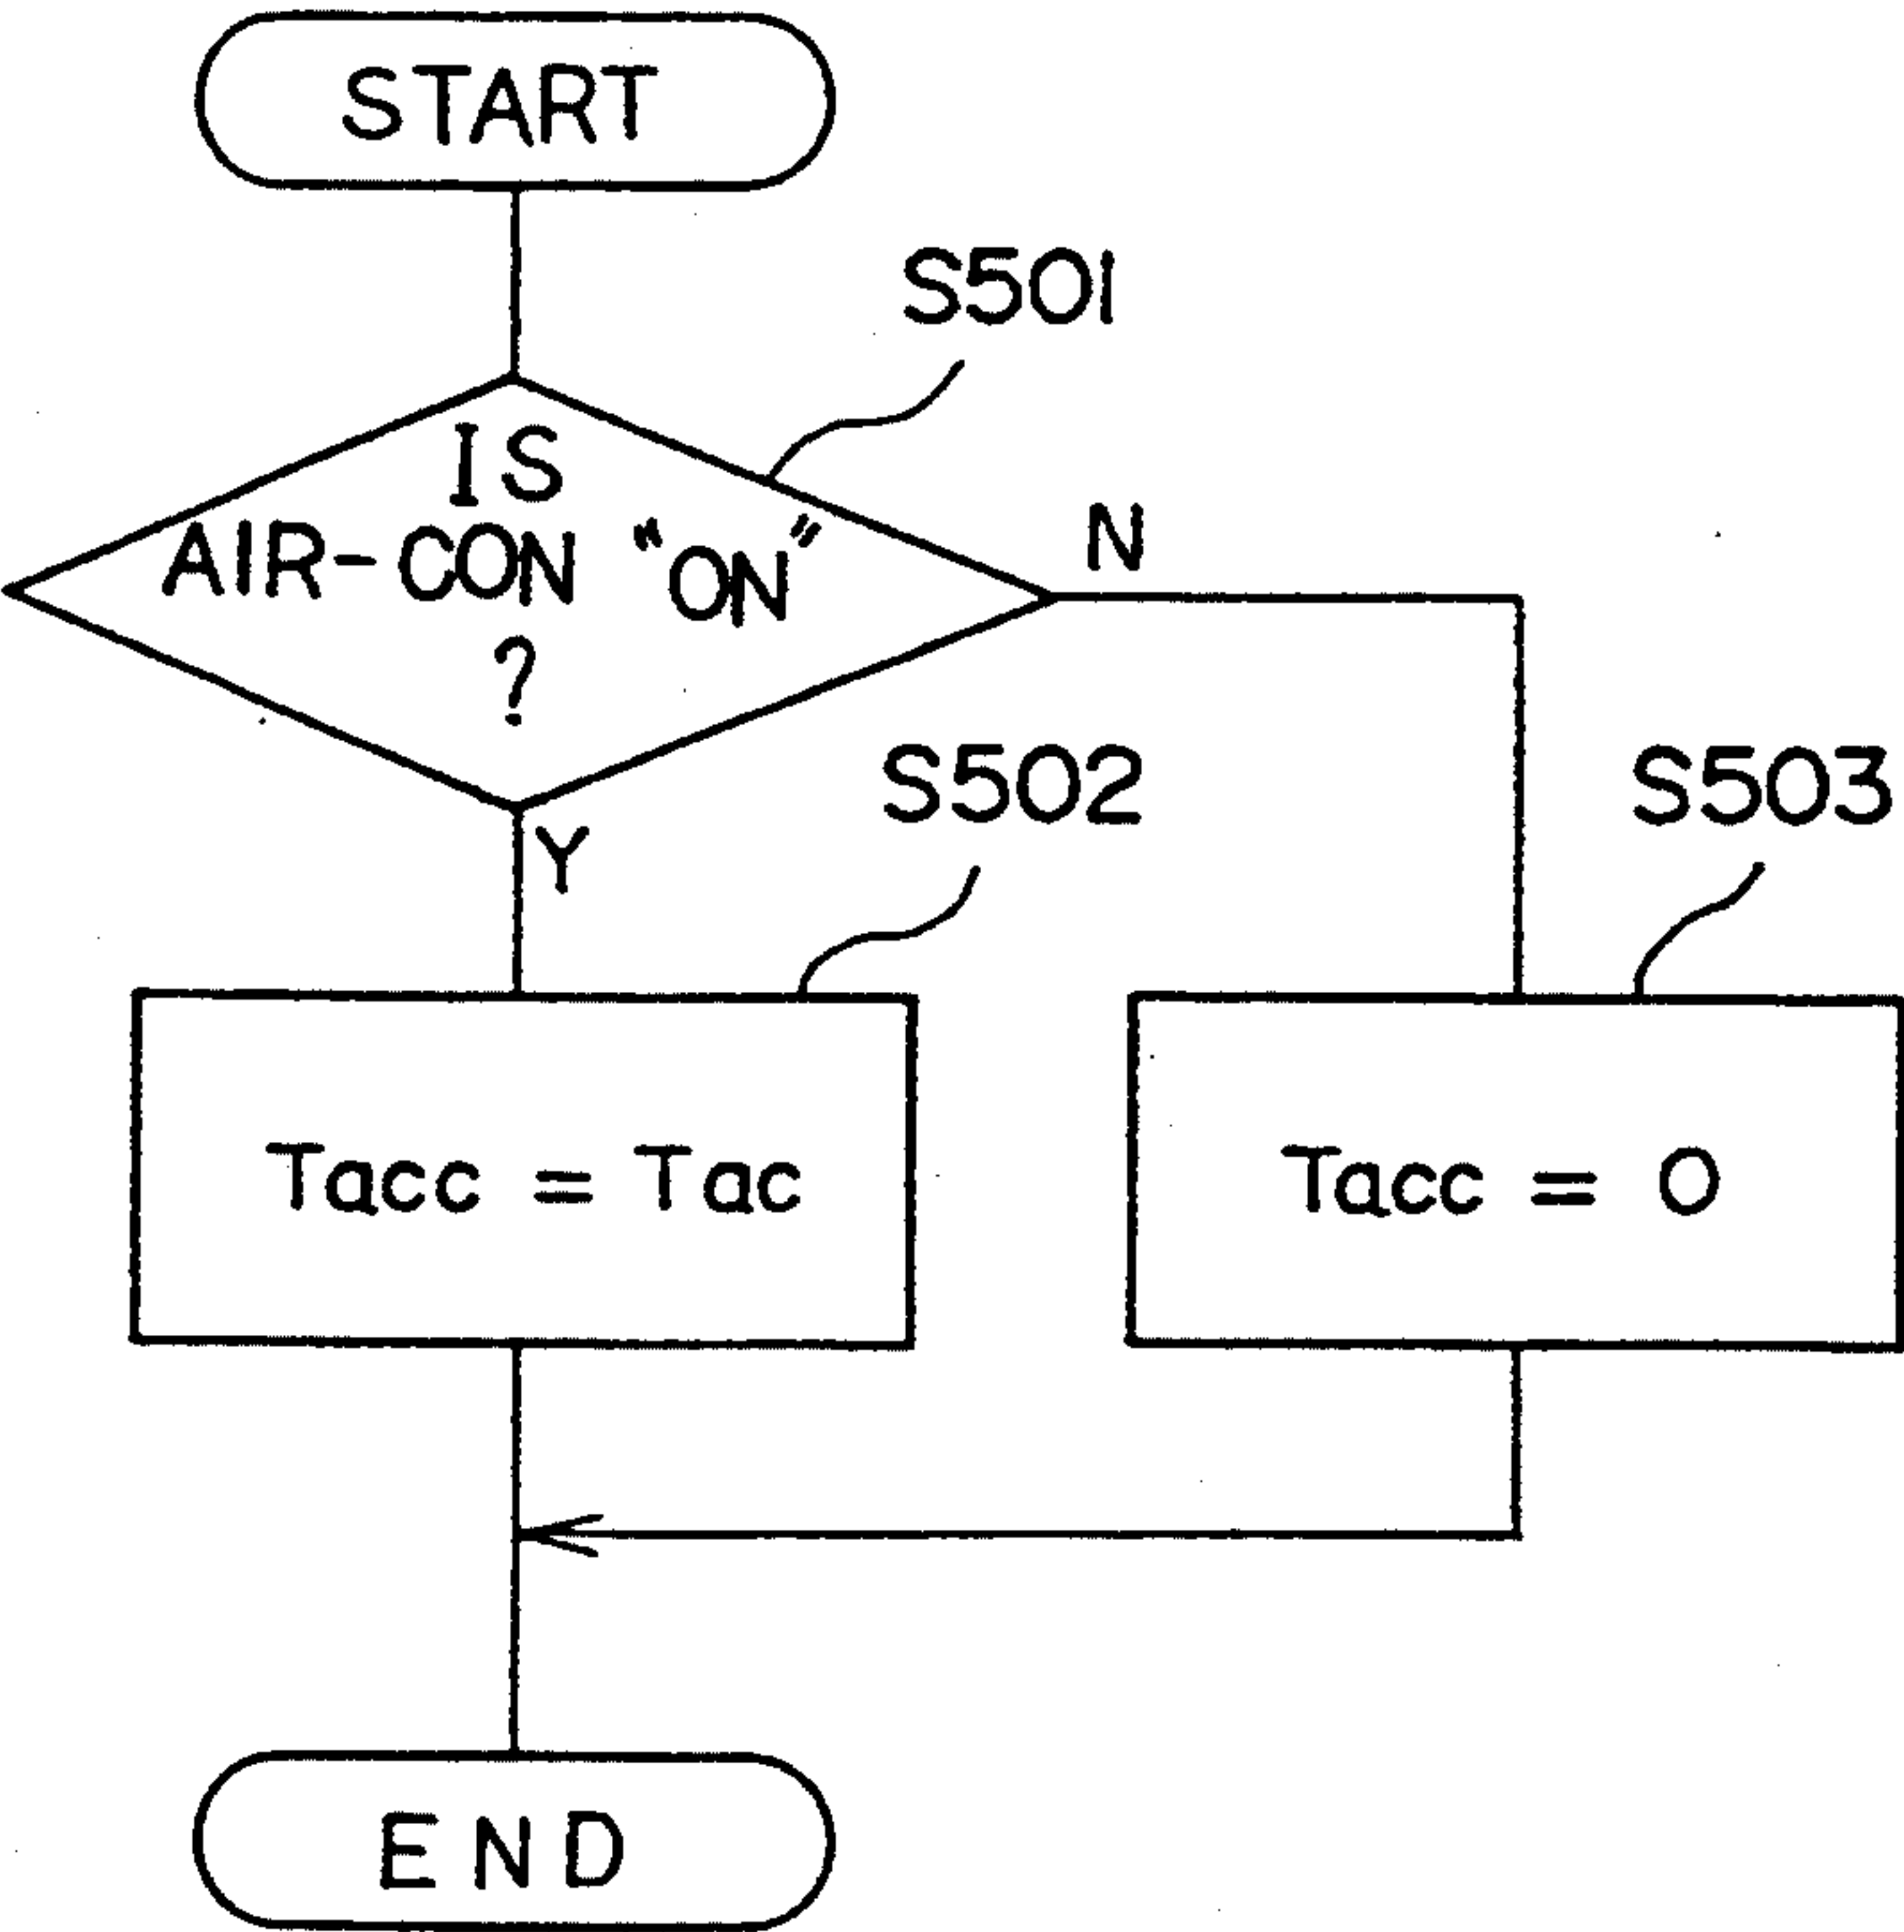 START
S501
IS
AIR-CON "ON"
?
N
Y
S502
S503
Tacc = Tac
Tacc = 0
END